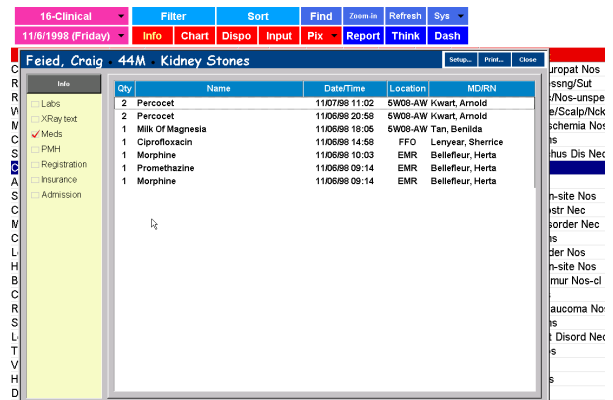 16-Clinical Filter Sort Find Zoom-in Refresh Sys
11/6/1998 (Friday) Info Chart Dispo Input Pix Report Think Dash
Feied, Craig - 44M - Kidney Stones Setup... Print... Close
Info
Labs
XRay text
Meds
PMH
Registration
Insurance
Admission
Qty Name Date/Time Location MD/RN
2 Percocet 11/07/98 11:02 5W08-AW Kwart, Arnold
2 Percocet 11/06/98 20:58 5W08-AW Kwart, Arnold
1 Milk Of Magnesia 11/06/98 18:05 5W08-AW Tan, Benilda
1 Ciprofloxacin 11/06/98 14:58 FFO Lenyear, Sherrice
1 Morphine 11/06/98 10:03 EMR Bellefleur, Herta
1 Promethazine 11/06/98 09:14 EMR Bellefleur, Herta
1 Morphine 11/06/98 09:14 EMR Bellefleur, Herta
europat Nos
essng/Sut
c/Nos-unspe
e/Scalp/Nck
schemia Nos
ns
hus Dis Nec
n-site Nos
ostr Nec
sorder Nec
ns
der Nos
n-site Nos
mur Nos-cl
aucoma Nos
ns
t Disord Nec